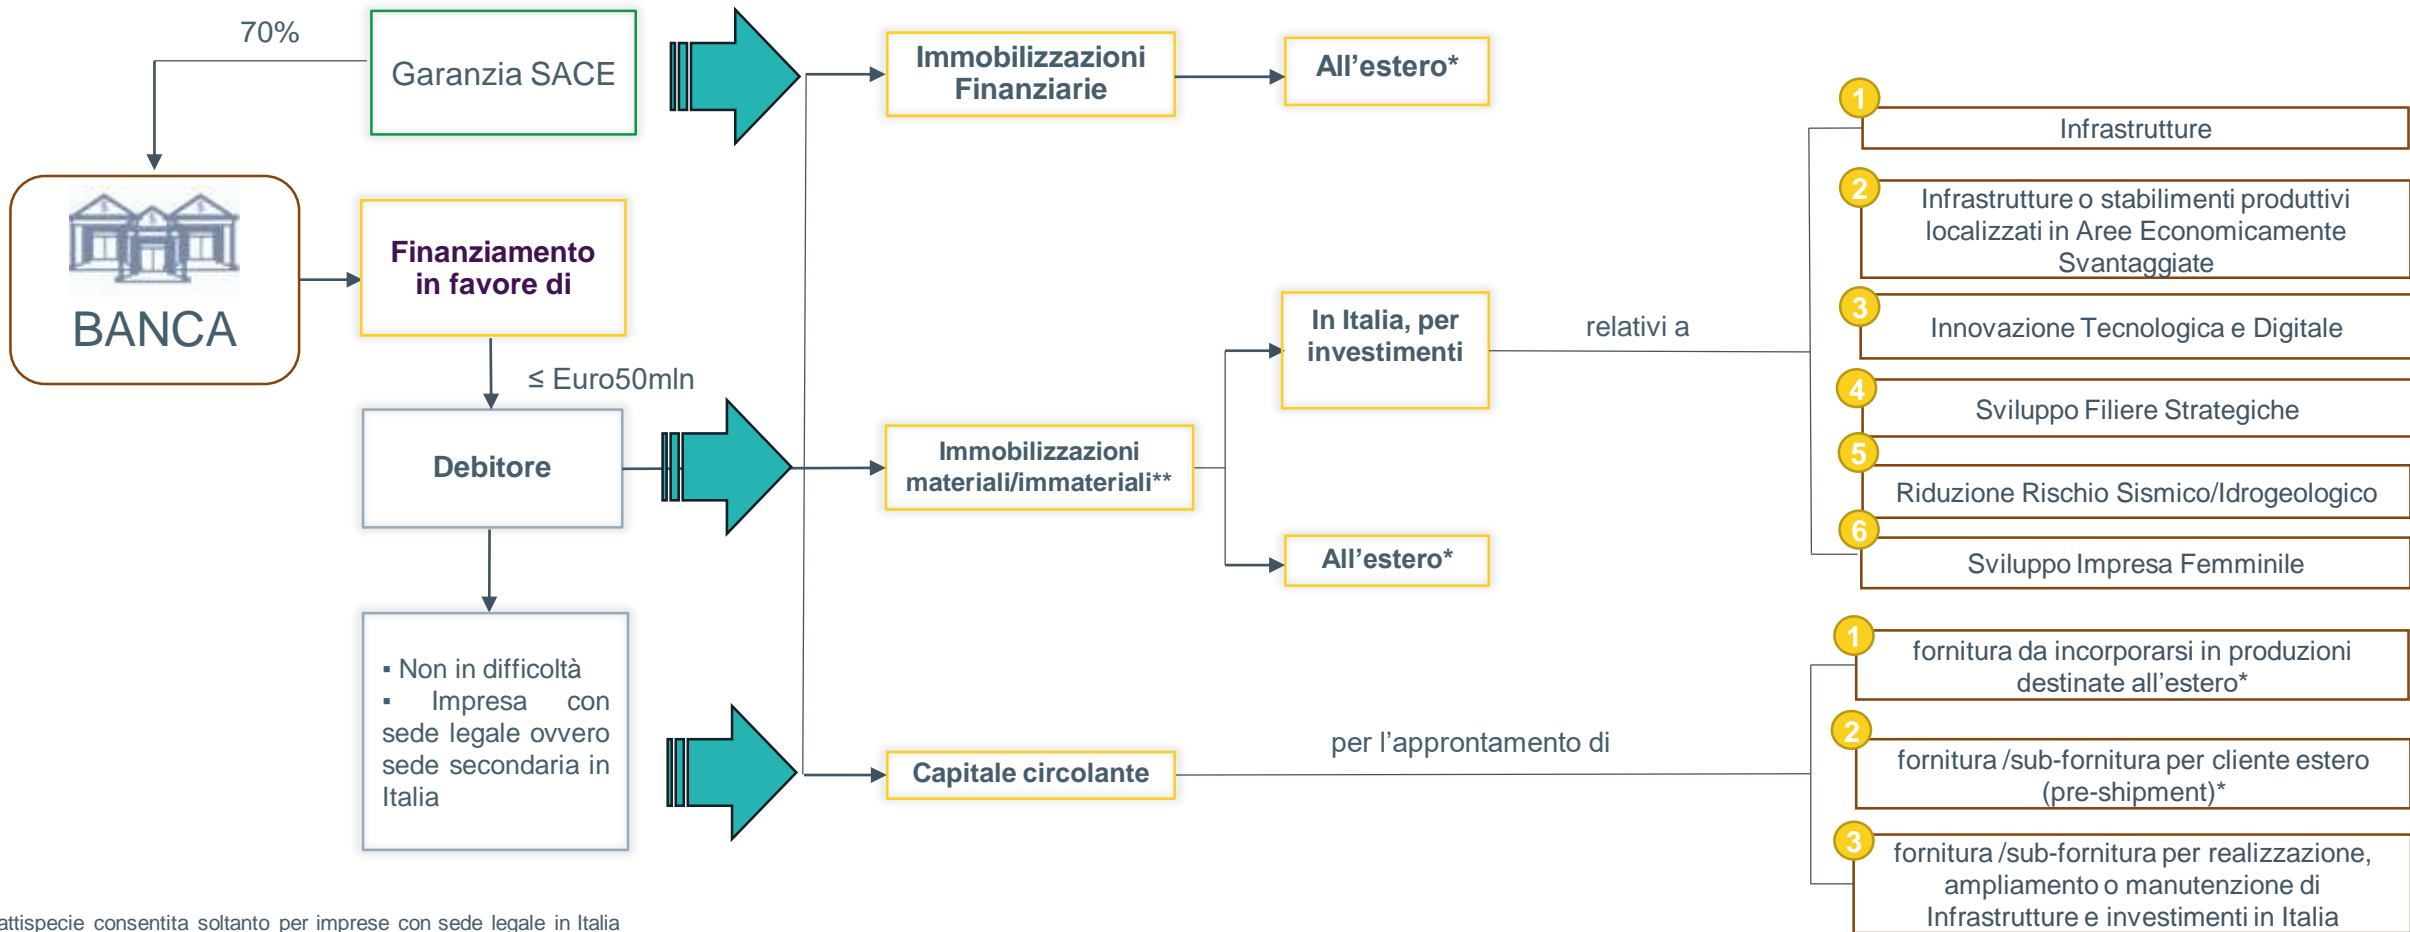 70%
Garanzia SACE
BANCA
Finanziamento
in favore di
≤ Euro50mln
Debitore
▪ Non in difficoltà
▪ Impresa con
sede legale ovvero
sede secondaria in
Italia
Immobilizzazioni
Finanziarie
All’estero*
Immobilizzazioni
materiali/immateriali**
In Italia, per
investimenti
relativi a
All’estero*
Capitale circolante
per l’approntamento di
1
Infrastrutture
2
Infrastrutture o stabilimenti produttivi
localizzati in Aree Economicamente
Svantaggiate
3
Innovazione Tecnologica e Digitale
4
Sviluppo Filiere Strategiche
5
Riduzione Rischio Sismico/Idrogeologico
6
Sviluppo Impresa Femminile
1
fornitura da incorporarsi in produzioni
destinate all’estero*
2
fornitura /sub-fornitura per cliente estero
(pre-shipment)*
3
fornitura /sub-fornitura per realizzazione,
ampliamento o manutenzione di
Infrastrutture e investimenti in Italia
attispecie consentita soltanto per imprese con sede legale in Italia